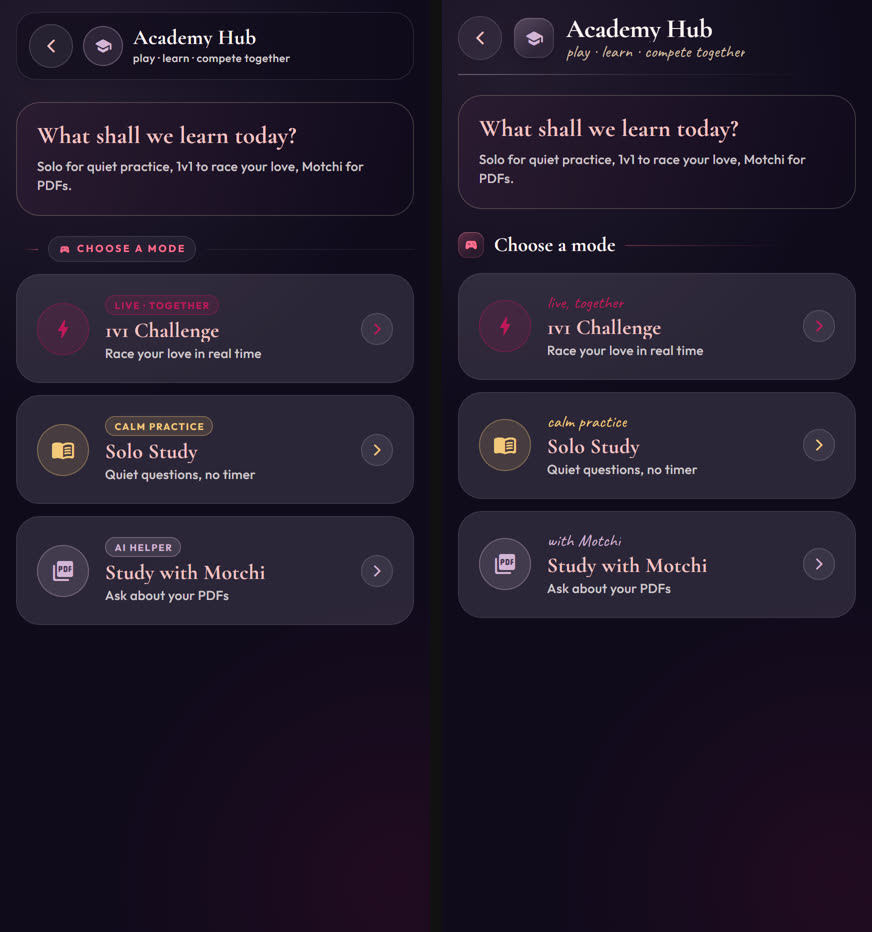 Academy Hub
play · learn · compete together
What shall we learn today?
Solo for quiet practice, 1v1 to race your love, Motchi for
PDFs.
CHOOSE A MODE
LIVE · TOGETHER
1v1 Challenge
Race your love in real time
CALM PRACTICE
Solo Study
Quiet questions, no timer
PDF
AI HELPER
Study with Motchi
Ask about your PDFs
Academy Hub
play · learn · compete together
What shall we learn today?
Solo for quiet practice, 1v1 to race your love, Motchi for
PDFs.
Choose a mode
live, together
1v1 Challenge
Race your love in real time
calm practice
Solo Study
Quiet questions, no timer
PDF
with Motchi
Study with Motchi
Ask about your PDFs